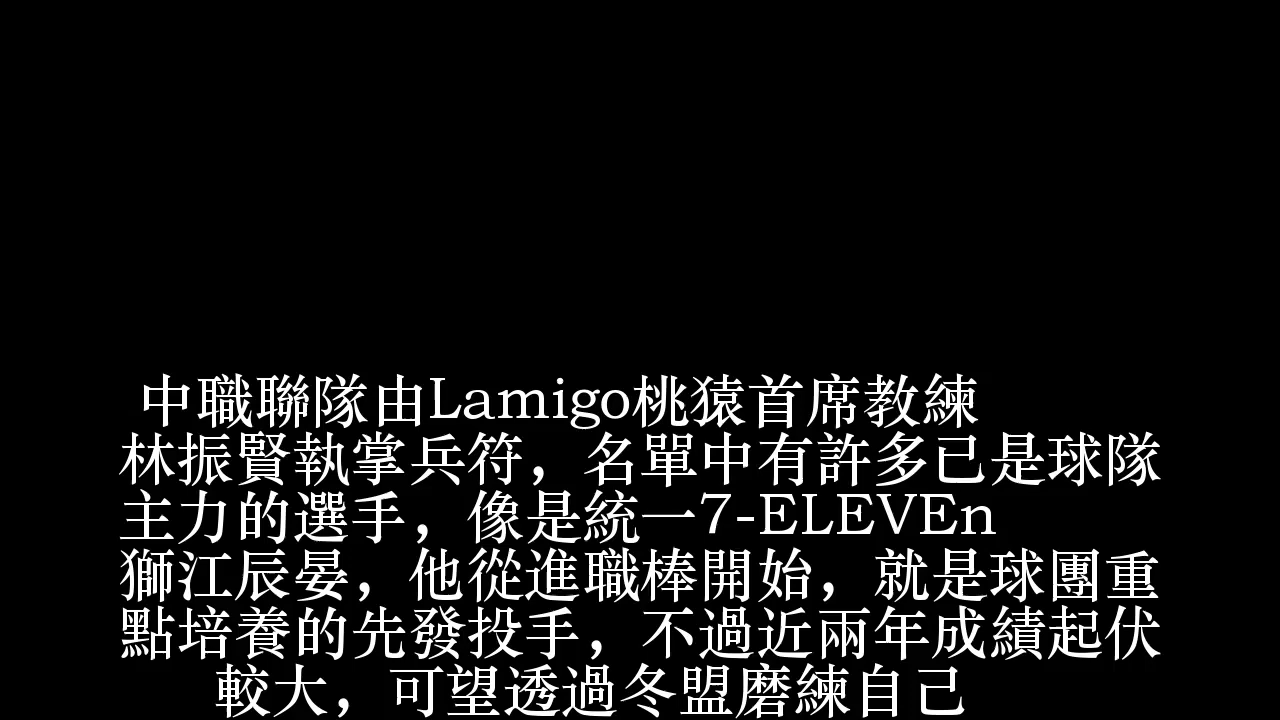 中職聯隊由Lamigo桃猿首席教練
林振賢執掌兵符，名單中有許多已是球隊
主力的選手，像是統一7-ELEVEn
獅江辰晏，他從進職棒開始，就是球團重
點培養的先發投手，不過近兩年成績起伏
較大，可望透過冬盟磨練自己